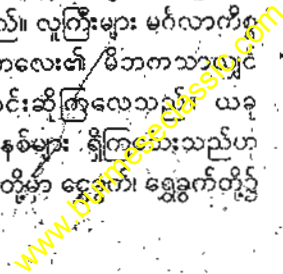 ည်။ လူကြီးများ မင်္ဂလာကိစ္စ
ကလေး၏ မိဘကသာလျှင်
င်းဆိုကြလေသည်။ ယခု
နစ်များ ရှိကြသေးသည်ဟု
တို့မှာ ငွေခွက်၊ ရွှေခွက်တို့၌
www.burmeseclassic.com